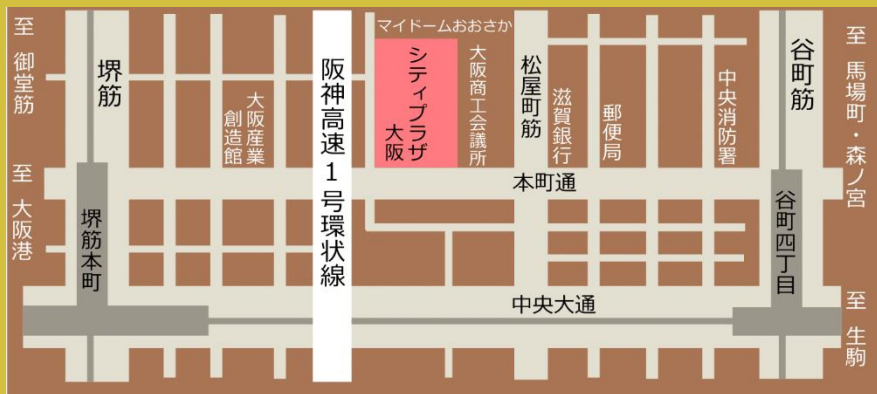 至 御堂筋
堺筋
大阪産業
創造館
阪神高速1号環状線
マイドームおおさか
シティプラザ
大阪
大阪商工会議所
松屋町筋
滋賀銀行
郵便局
中央消防署
谷町筋
至 馬場町・森ノ宮
至 大阪港
堺筋本町
本町通
谷町四丁目
中央大通
至 生駒